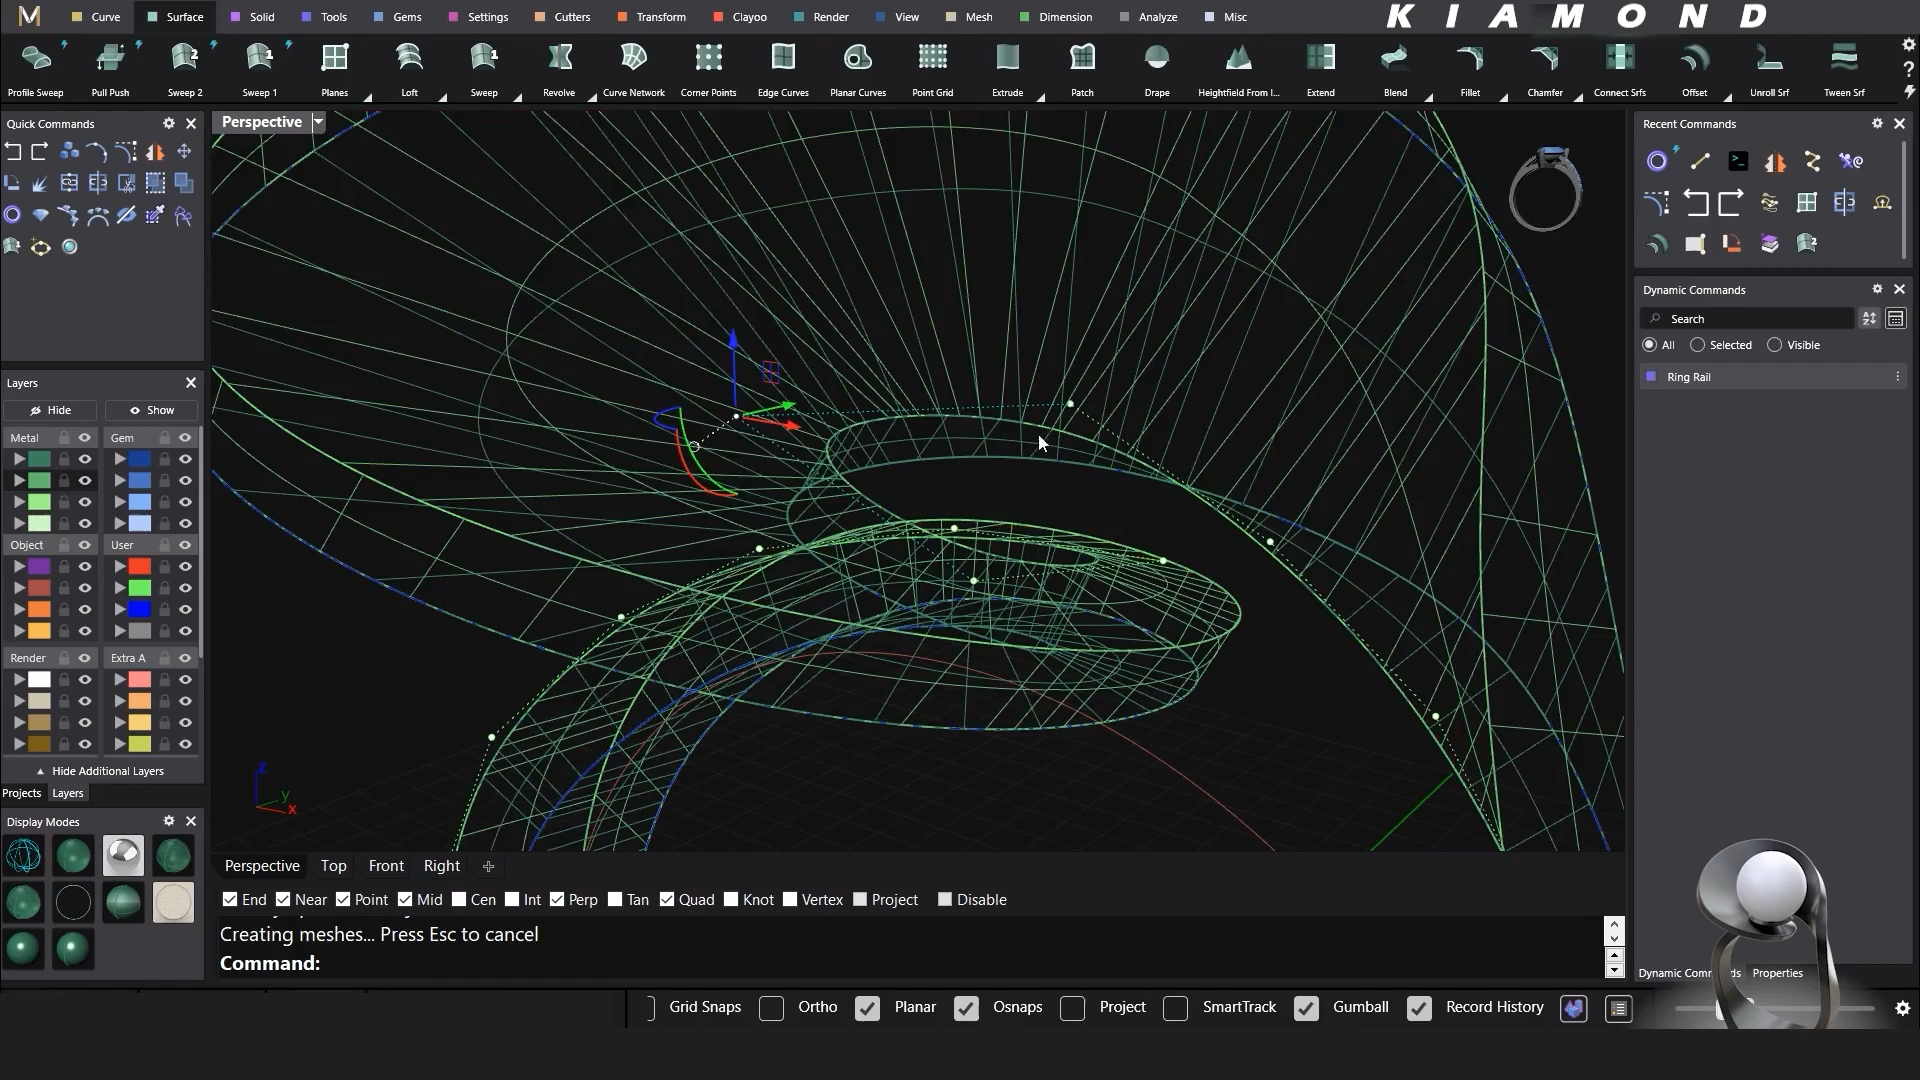 M Curve Surface Solid Tools Gems Settings Cutters Transform Clayoo Render View Mesh Dimension Analyze Misc KIAMOND
Profile Sweep Pull Push Sweep 2 Sweep 1 Planes Loft Sweep Revolve Curve Network Corner Points Edge Curves Planar Curves Point Grid Extrude Patch Drape Heightfield From I... Extend Blend Fillet Chamfer Connect Srfs Offset Unroll Srf Tween Srf
Quick Commands
Perspective
Recent Commands
Dynamic Commands
Search
All Selected Visible
Ring Rail
Layers
Hide Show
Metal Gem
Object User
Render Extra A
Hide Additional Layers
Projects Layers
Display Modes
z
y
x
Perspective Top Front Right
End Near Point Mid Cen Int Perp Tan Quad Knot Vertex Project Disable
Creating meshes... Press Esc to cancel
Command:
Dynamic Properties
Grid Snaps Ortho Planar Osnaps Project SmartTrack Gumball Record History